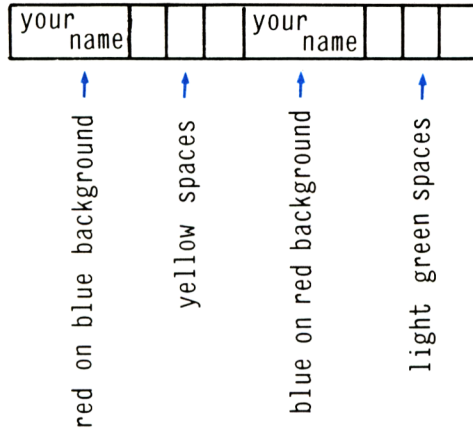 your
name
your
name
red on blue background
yellow spaces
blue on red background
light green spaces